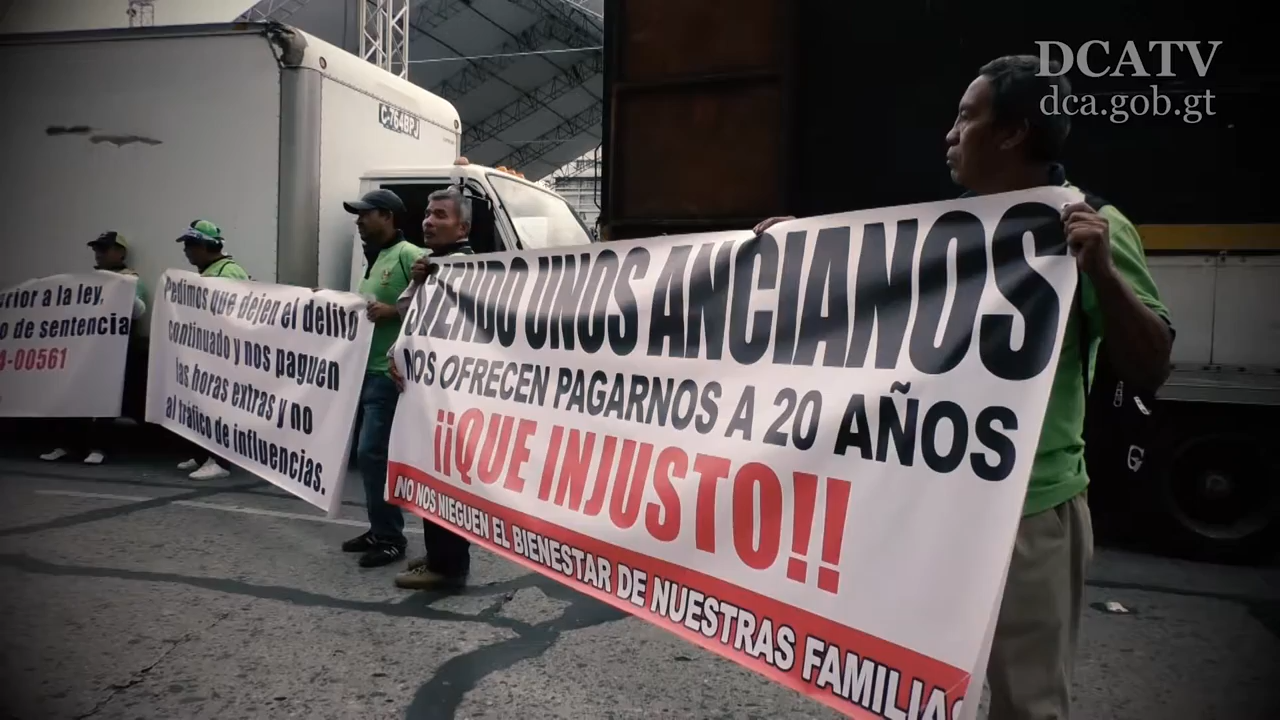 DCATV
dca.gob.gt
C-764BPJ
a la ley,
o de sentencia
4-00561
Pedimos que dejen el delito
continuado y nos paguen
las horas extras y no
al tráfico de influencias.
SIENDO UNOS ANCIANOS
NOS OFRECEN PAGARNOS A 20 AÑOS
¡¡QUE INJUSTO!!
NO NOS NIEGUEN EL BIENESTAR DE NUESTRAS FAMILIAS